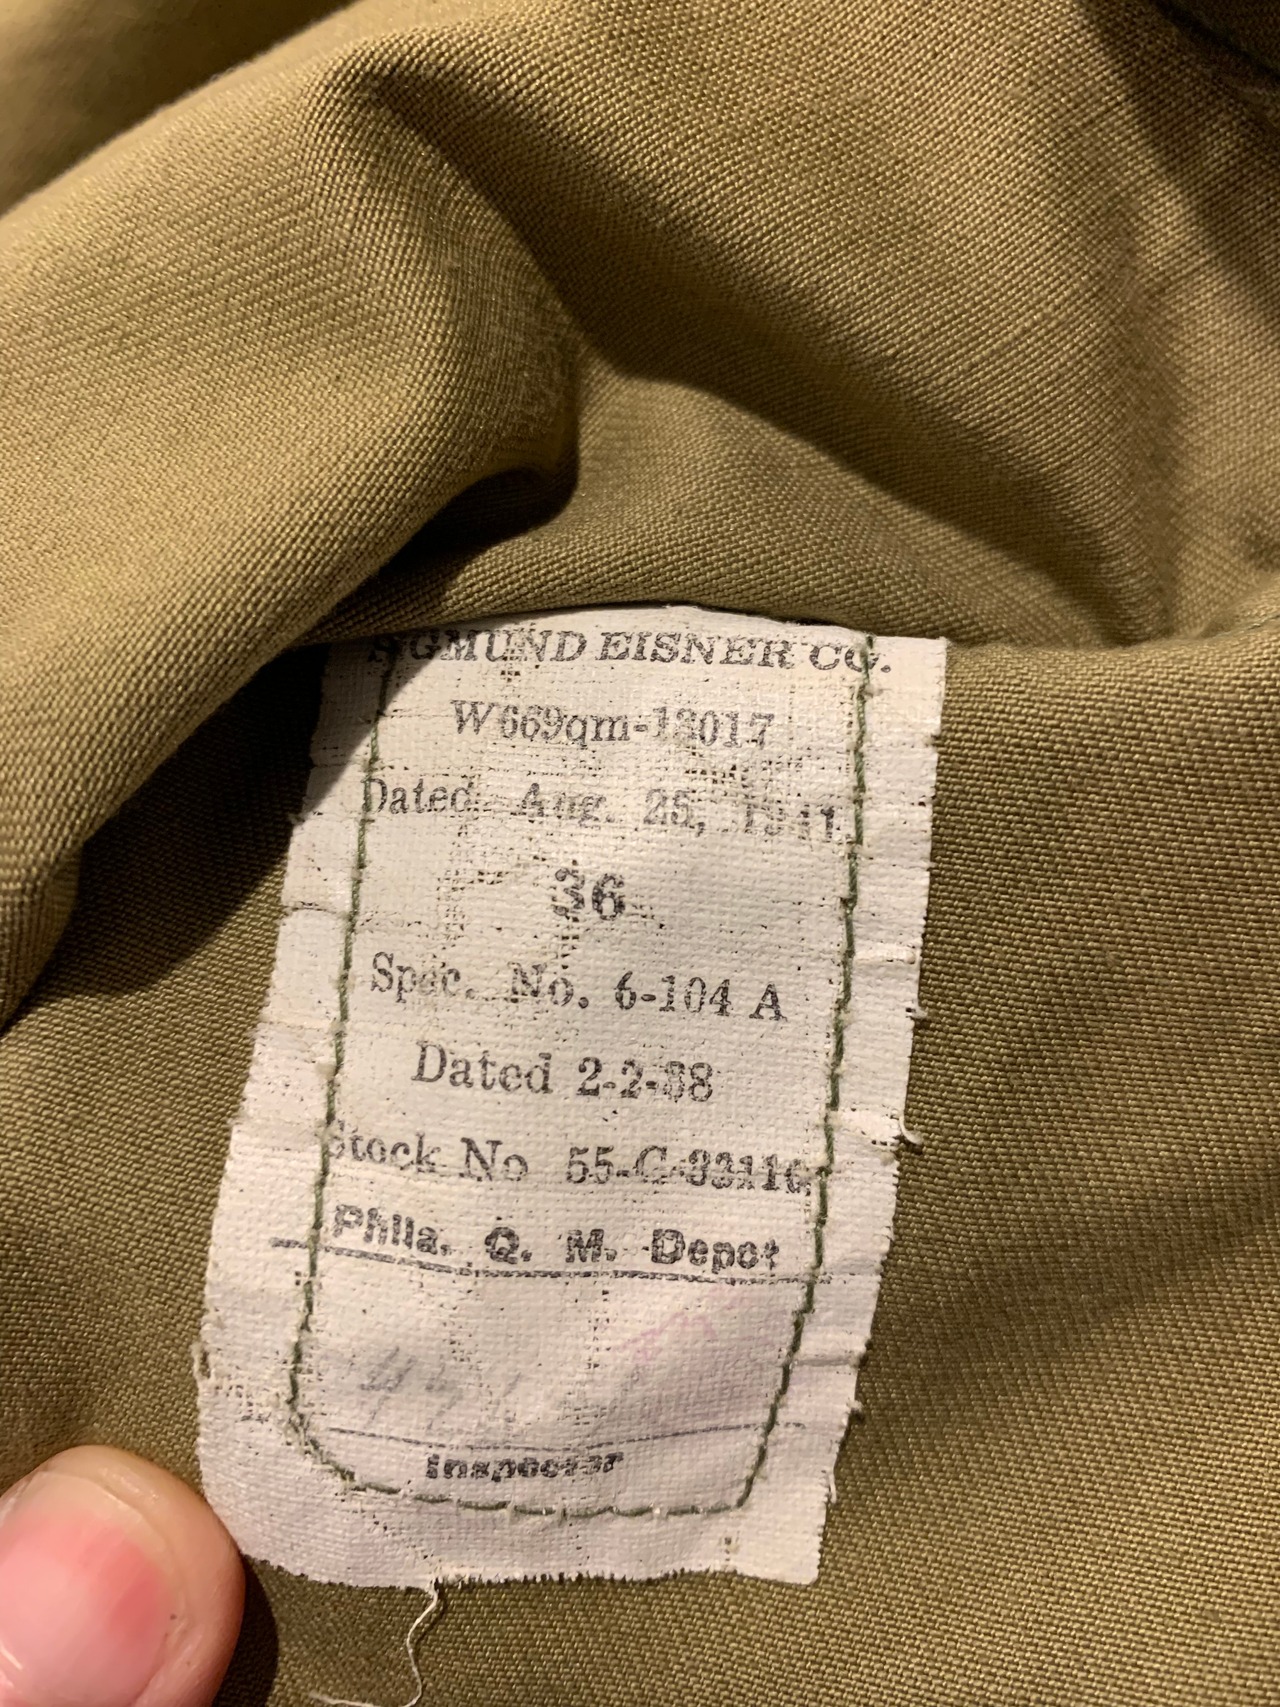 SIGMUND EISNER CO.
W669qm-12017
Dated Aug. 25, 1941
36
Spec. No. 6-104 A
Dated 2-2-38
Stock No 55-C-33110
Phila. Q. M. Depot
Inspector